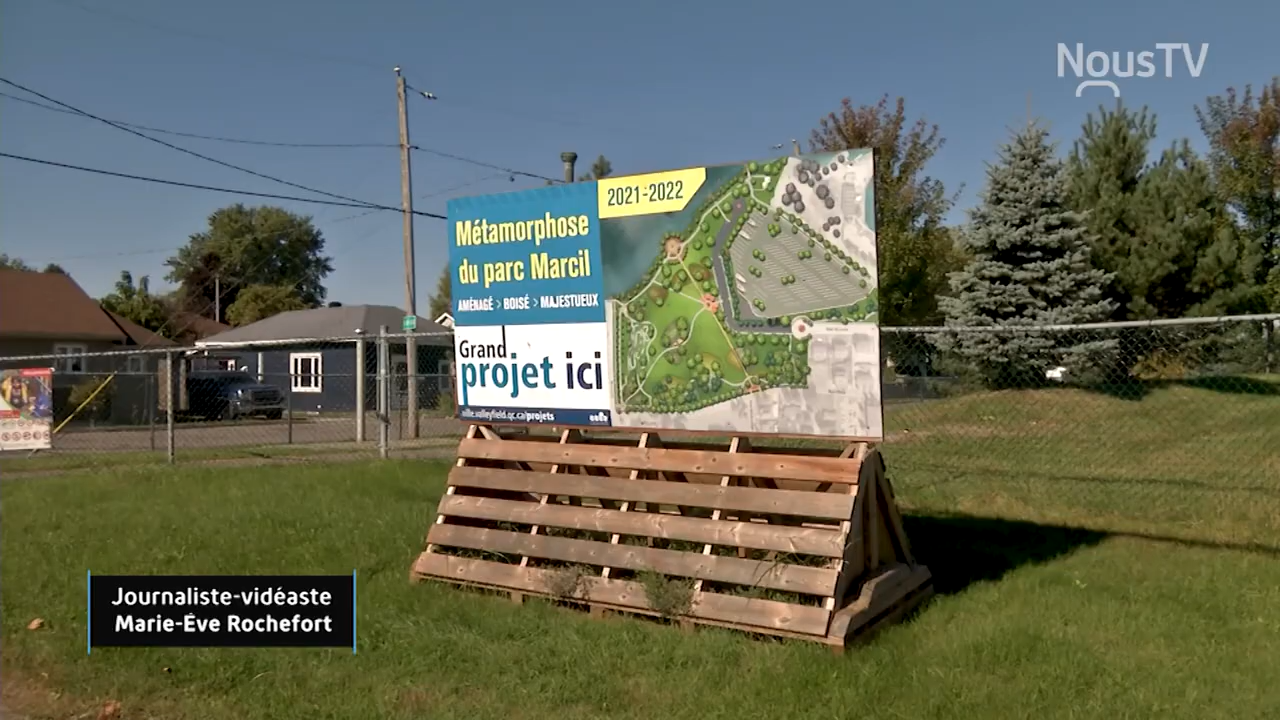 NousTV
2021-2022
Métamorphose
du parc Marcil
AMÉNAGÉ > BOISÉ > MAJESTUEUX
Grand
projet ici
ville.valleyfield.qc.ca/projets
Journaliste-vidéaste
Marie-Ève Rochefort